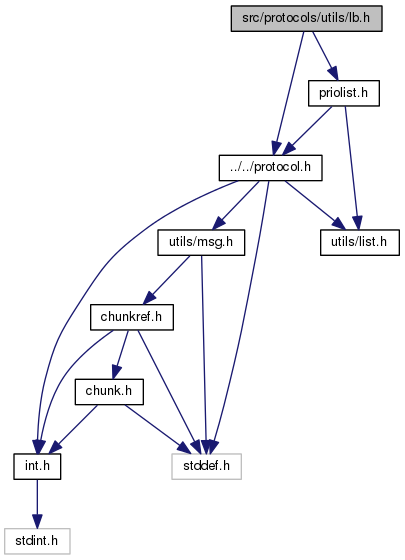 src/protocols/utils/lb.h
priolist.h
../../protocol.h
utils/msg.h
utils/list.h
chunkref.h
chunk.h
int.h
stddef.h
stdint.h